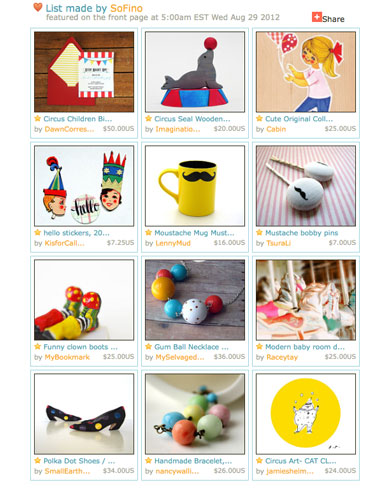 List made by SoFino
featured on the front page at 5:00am EST Wed Aug 29 2012
Share
Circus Children Bi...
by DawnCorres... $50.00US
Circus Seal Wooden...
by Imaginatio... $20.00US
Cute Original Coll...
by Cabin $25.00US
hello
hello stickers, 20...
by KisforCall... $7.25US
Moustache Mug Must...
by LennyMud $16.00US
Mustache bobby pins
by TsuraLi $7.00US
Funny clown boots ...
by MyBookmark $25.00US
Gum Ball Necklace ...
by MySelvaged... $36.00US
Modern baby room d...
by Raceytay $25.00US
Polka Dot Shoes / ...
by SmallEarth... $34.00US
Handmade Bracelet,...
by nancywalli... $26.00US
Circus Art- CAT CL...
by jamiesheim... $24.00US